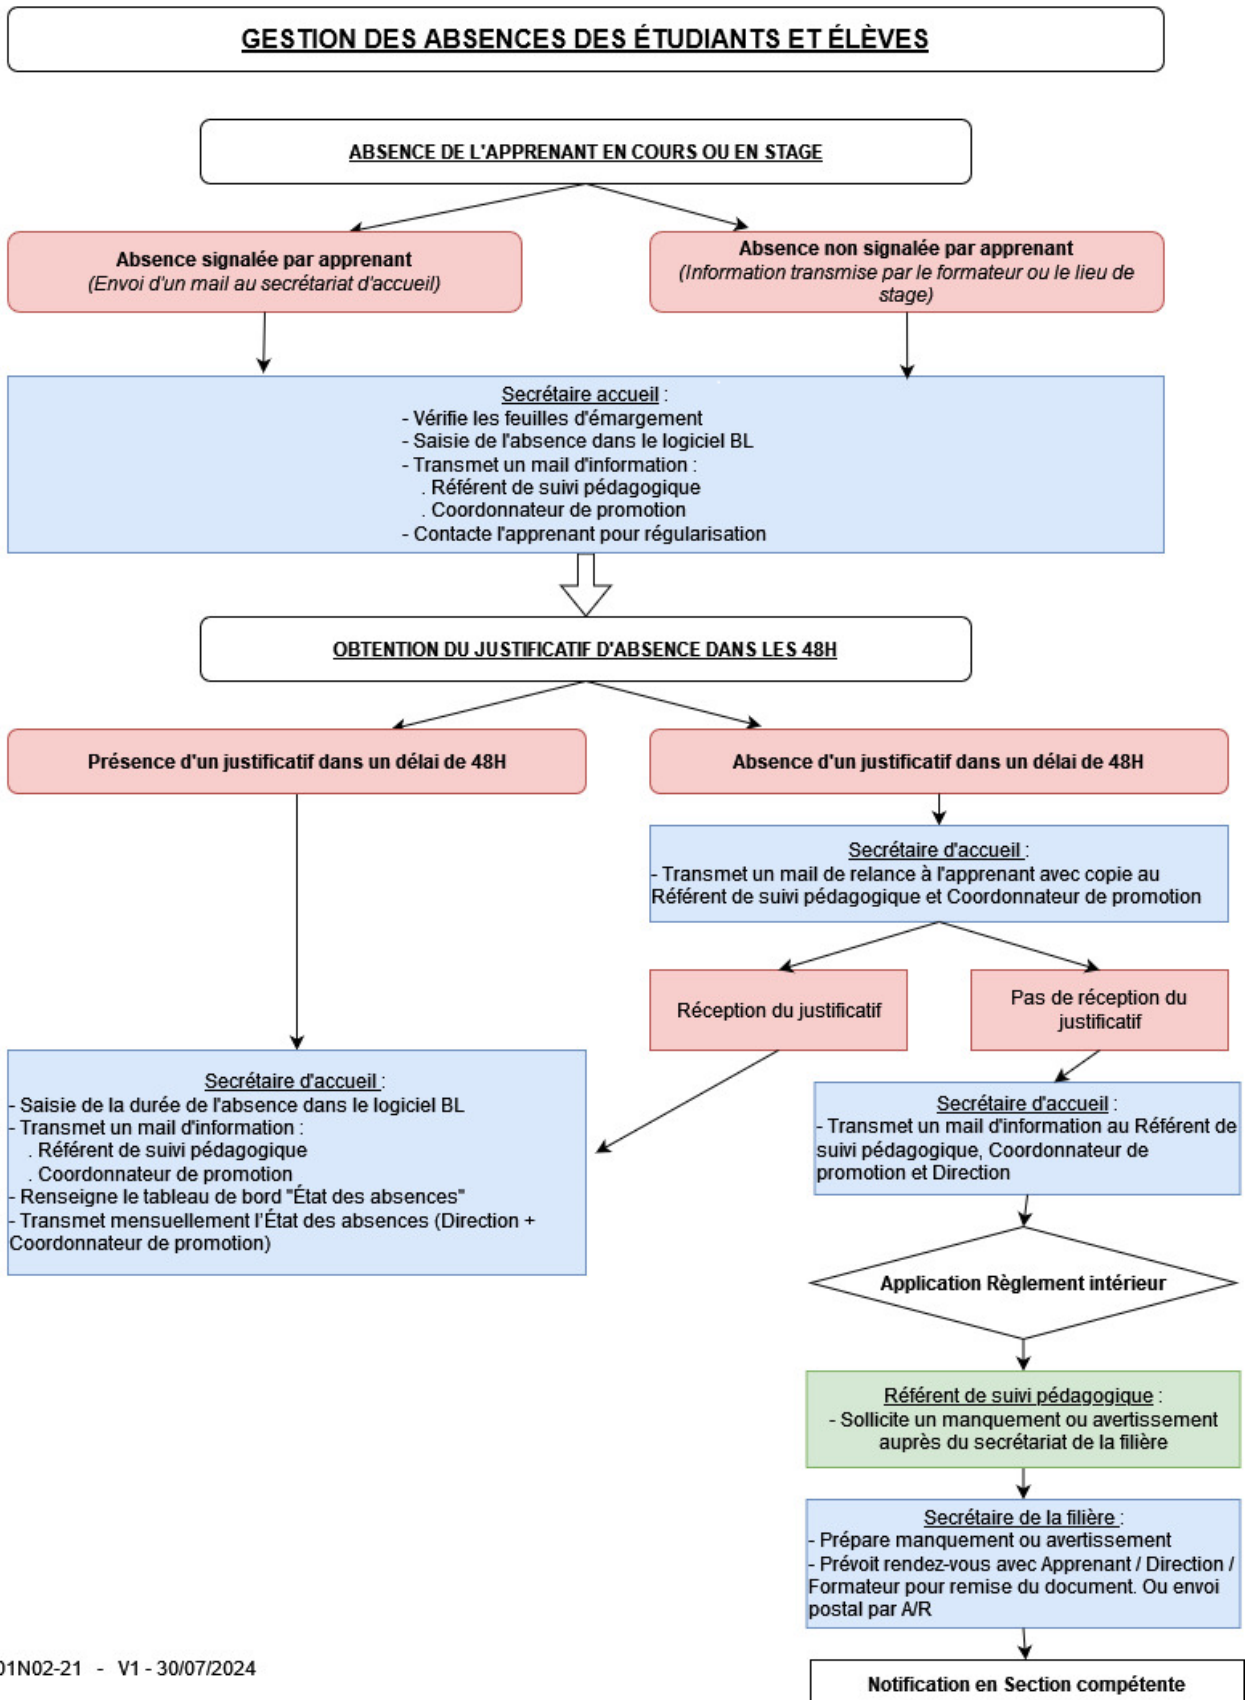 GESTION DES ABSENCES DES ÉTUDIANTS ET ÉLÈVES
ABSENCE DE L'APPRENANT EN COURS OU EN STAGE
Absence signalée par apprenant
(Envoi d'un mail au secrétariat d'accueil)
Absence non signalée par apprenant
(Information transmise par le formateur ou le lieu de
stage)
Secrétaire accueil :
- Vérifie les feuilles d'émargement
- Saisie de l'absence dans le logiciel BL
- Transmet un mail d'information :
. Référent de suivi pédagogique
. Coordonnateur de promotion
- Contacte l'apprenant pour régularisation
OBTENTION DU JUSTIFICATIF D'ABSENCE DANS LES 48H
Présence d'un justificatif dans un délai de 48H
Absence d'un justificatif dans un délai de 48H
Secrétaire d'accueil :
- Transmet un mail de relance à l'apprenant avec copie au
Référent de suivi pédagogique et Coordonnateur de promotion
Réception du justificatif
Pas de réception du
justificatif
Secrétaire d'accueil :
- Saisie de la durée de l'absence dans le logiciel BL
- Transmet un mail d'information :
. Référent de suivi pédagogique
. Coordonnateur de promotion
- Renseigne le tableau de bord "État des absences"
- Transmet mensuellement l'État des absences (Direction +
Coordonnateur de promotion)
Secrétaire d'accueil :
- Transmet un mail d'information au Référent de
suivi pédagogique, Coordonnateur de
promotion et Direction
Application Règlement intérieur
Référent de suivi pédagogique :
- Sollicite un manquement ou avertissement
auprès du secrétariat de la filière
Secrétaire de la filière :
- Prépare manquement ou avertissement
- Prévoit rendez-vous avec Apprenant / Direction /
Formateur pour remise du document. Ou envoi
postal par A/R
01N02-21 - V1 - 30/07/2024
Notification en Section compétente